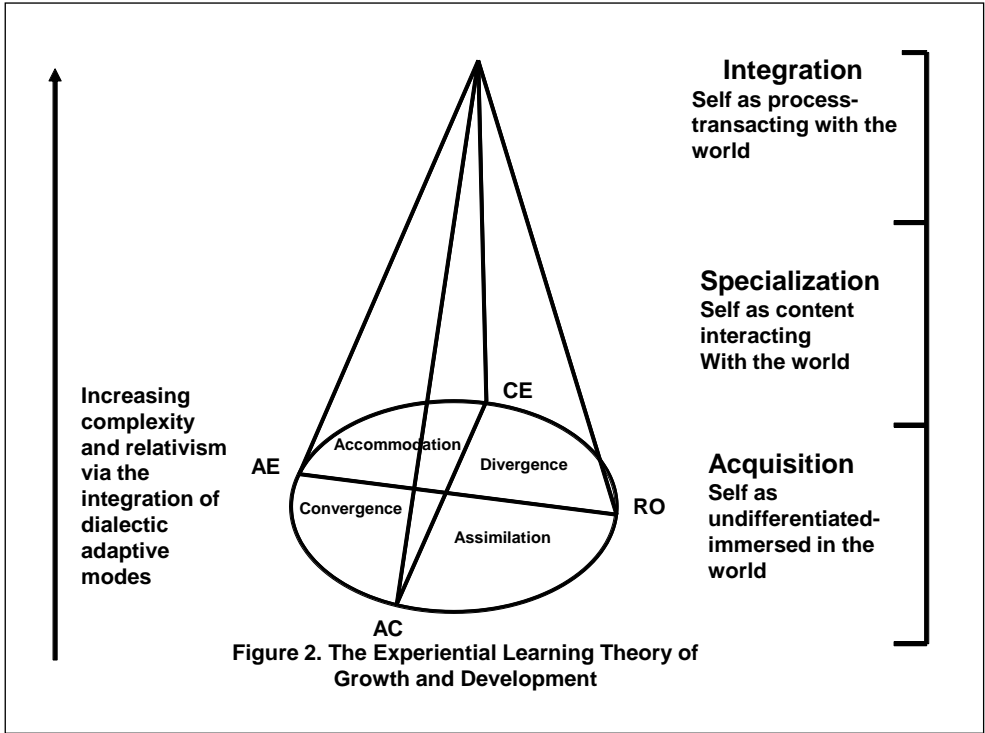 Integration
Self as process-
transacting with the
world
Specialization
Self as content
interacting
With the world
Increasing
complexity
and relativism
via the
integration of
dialectic
adaptive
modes
CE
Accommodation
Divergence
AE
Convergence
RO
Assimilation
AC
Acquisition
Self as
undifferentiated-
immersed in the
world
Figure 2. The Experiential Learning Theory of
Growth and Development